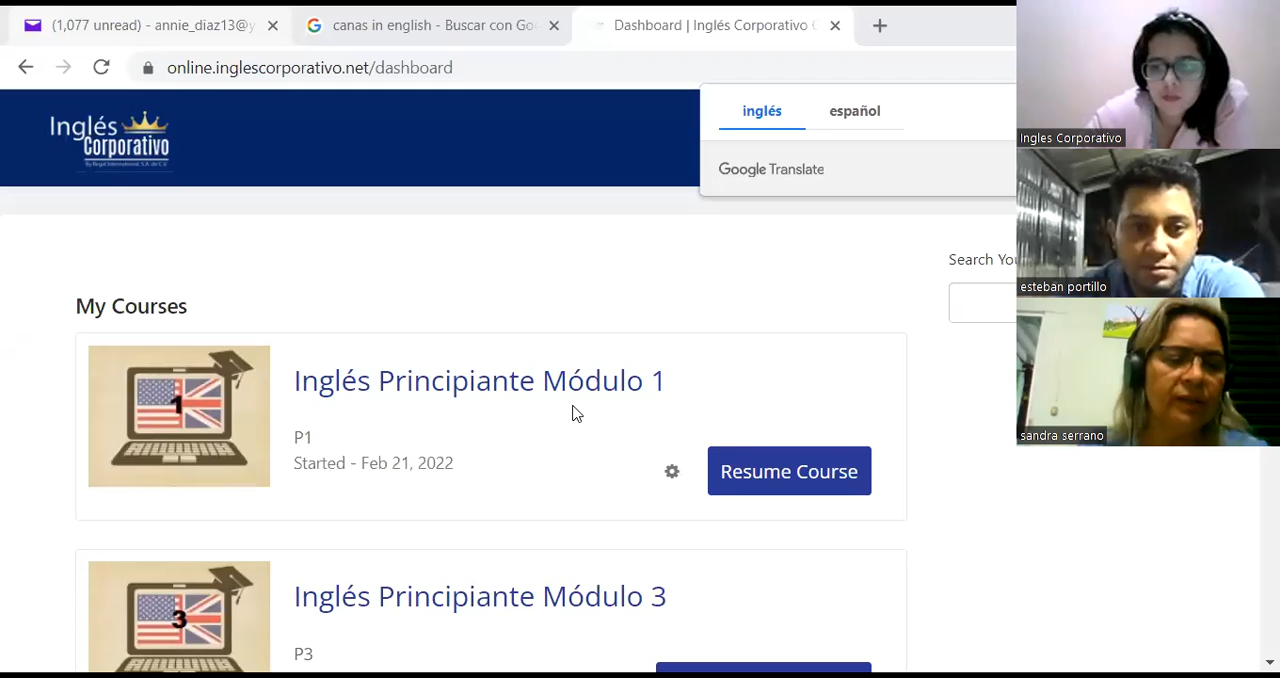 (1,077 unread) - annie_diaz13@y
canas in english - Buscar con Go
Dashboard | Inglés Corporativo
online.inglescorporativo.net/dashboard
Inglés
Corporativo
inglés español
Google Translate
Ingles Corporativo
esteban portillo
sandra serrano
Search You
My Courses
1
Inglés Principiante Módulo 1
P1
Started - Feb 21, 2022
Resume Course
3
Inglés Principiante Módulo 3
P3